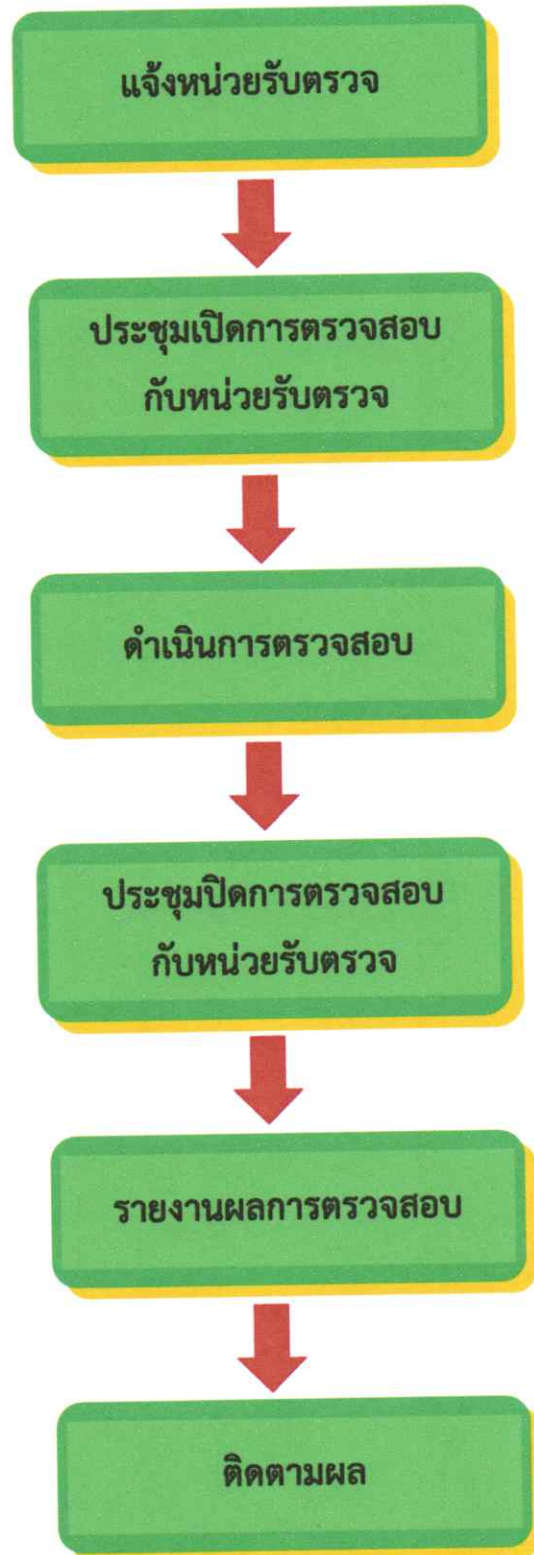 แจ้งหน่วยรับตรวจ
ประชุมเปิดการตรวจสอบ
กับหน่วยรับตรวจ
ดำเนินการตรวจสอบ
ประชุมปิดการตรวจสอบ
กับหน่วยรับตรวจ
รายงานผลการตรวจสอบ
ติดตามผล